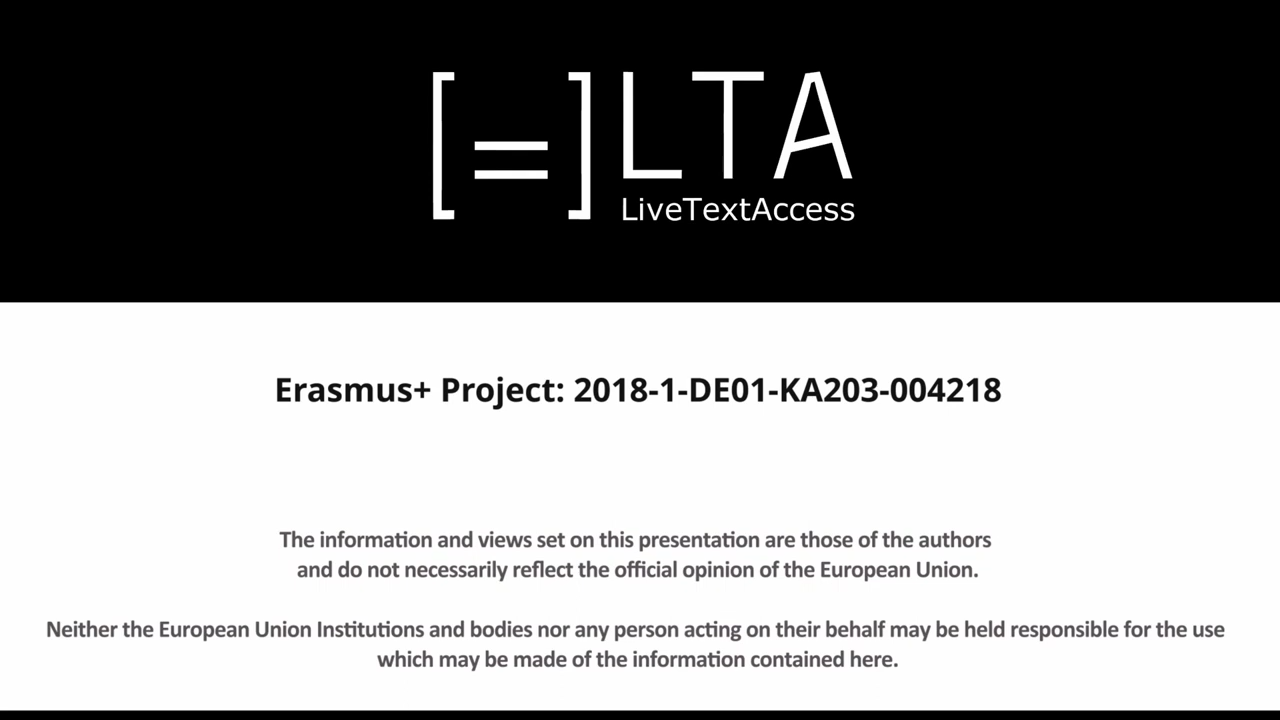 [=] LTA
LiveTextAccess
Erasmus+ Project: 2018-1-DE01-KA203-004218
The information and views set on this presentation are those of the authors
and do not necessarily reflect the official opinion of the European Union.
Neither the European Union Institutions and bodies nor any person acting on their behalf may be held responsible for the use
which may be made of the information contained here.